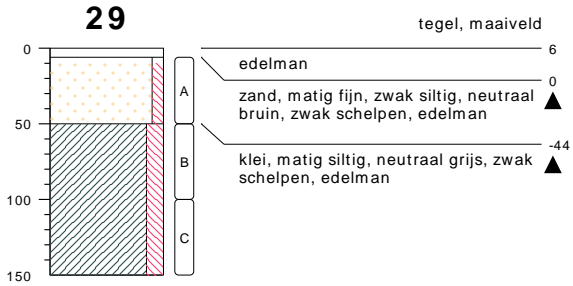 29
tegel, maaiveld
0
6
edelman
0
A
zand, matig fijn, zwak siltig, neutraal
bruin, zwak schelpen, edelman
50
-44
klei, matig siltig, neutraal grijs, zwak
schelpen, edelman
B
100
C
150